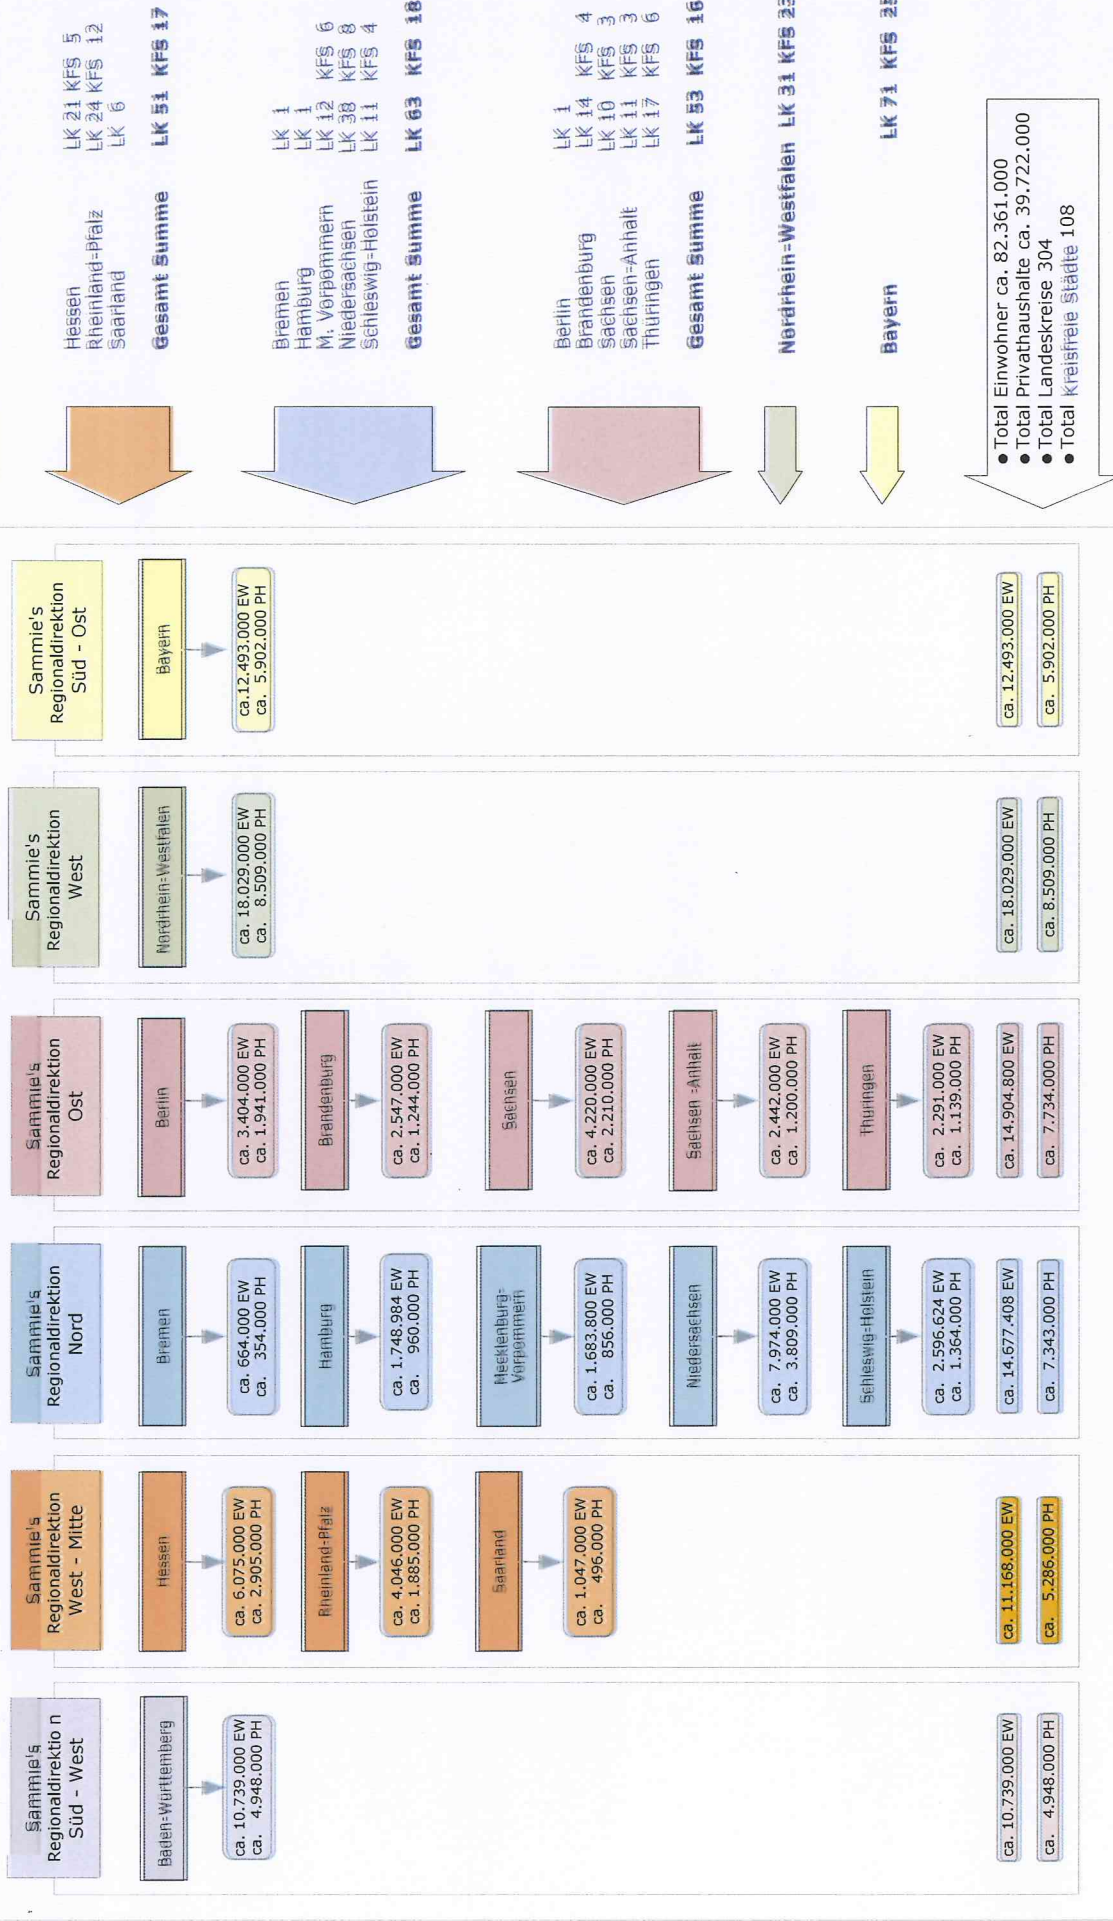 Sammie's
Regionaldirektio n
Süd - West
Baden-Württemberg
ca. 10.739.000 EW
ca. 4.948.000 PH
ca. 10.739.000 EW
ca. 4.948.000 PH
Sammie's
Regionaldirektion
West - Mitte
Hessen
ca. 6.075.000 EW
ca. 2.905.000 PH
Rheinland-Pfalz
ca. 4.046.000 EW
ca. 1.885.000 PH
Saarland
ca. 1.047.000 EW
ca. 496.000 PH
ca. 11.168.000 EW
ca. 5.286.000 PH
Sammie's
Regionaldirektion
Nord
Bremen
ca. 664.000 EW
ca. 354.000 PH
Hamburg
ca. 1.748.984 EW
ca. 960.000 PH
Mecklenburg-
Vorpommern
ca. 1.683.800 EW
ca. 856.000 PH
Niedersachsen
ca. 7.974.000 EW
ca. 3.809.000 PH
Schleswig-Holstein
ca. 2.596.624 EW
ca. 1.364.000 PH
ca. 14.677.408 EW
ca. 7.343.000 PH
Sammie's
Regionaldirektion
Ost
Berlin
ca. 3.404.000 EW
ca. 1.941.000 PH
Brandenburg
ca. 2.547.000 EW
ca. 1.244.000 PH
Sachsen
ca. 4.220.000 EW
ca. 2.210.000 PH
Sachsen -Anhalt
ca. 2.442.000 EW
ca. 1.200.000 PH
Thüringen
ca. 2.291.000 EW
ca. 1.139.000 PH
ca. 14.904.800 EW
ca. 7.734.000 PH
Sammie's
Regionaldirektion
West
Nordrhein-Westfalen
ca. 18.029.000 EW
ca. 8.509.000 PH
ca. 18.029.000 EW
ca. 8.509.000 PH
Sammie's
Regionaldirektion
Süd - Ost
Bayern
ca.12.493.000 EW
ca. 5.902.000 PH
ca. 12.493.000 EW
ca. 5.902.000 PH
Hessen LK 21 KFS 5
Rheinland-Pfalz LK 24 KFS 12
Saarland LK 6
Gesamt Summe LK 51 KFS 17
Bremen LK 1
Hamburg LK 1
M. Vorpommern LK 12 KFS 6
Niedersachsen LK 38 KFS 8
Schleswig-Holstein LK 11 KFS 4
Gesamt Summe LK 63 KFS 18
Berlin LK 1
Brandenburg LK 14 KFS 4
Sachsen LK 10 KFS 3
Sachsen-Anhalt LK 11 KFS 3
Thüringen LK 17 KFS 6
Gesamt Summe LK 53 KFS 16
Nordrhein-Westfalen LK 31 KFS 23
Bayern LK 71 KFS 25
• Total Einwohner ca. 82.361.000
• Total Privathaushalte ca. 39.722.000
• Total Landeskreise 304
• Total Kreisfreie Städte 108